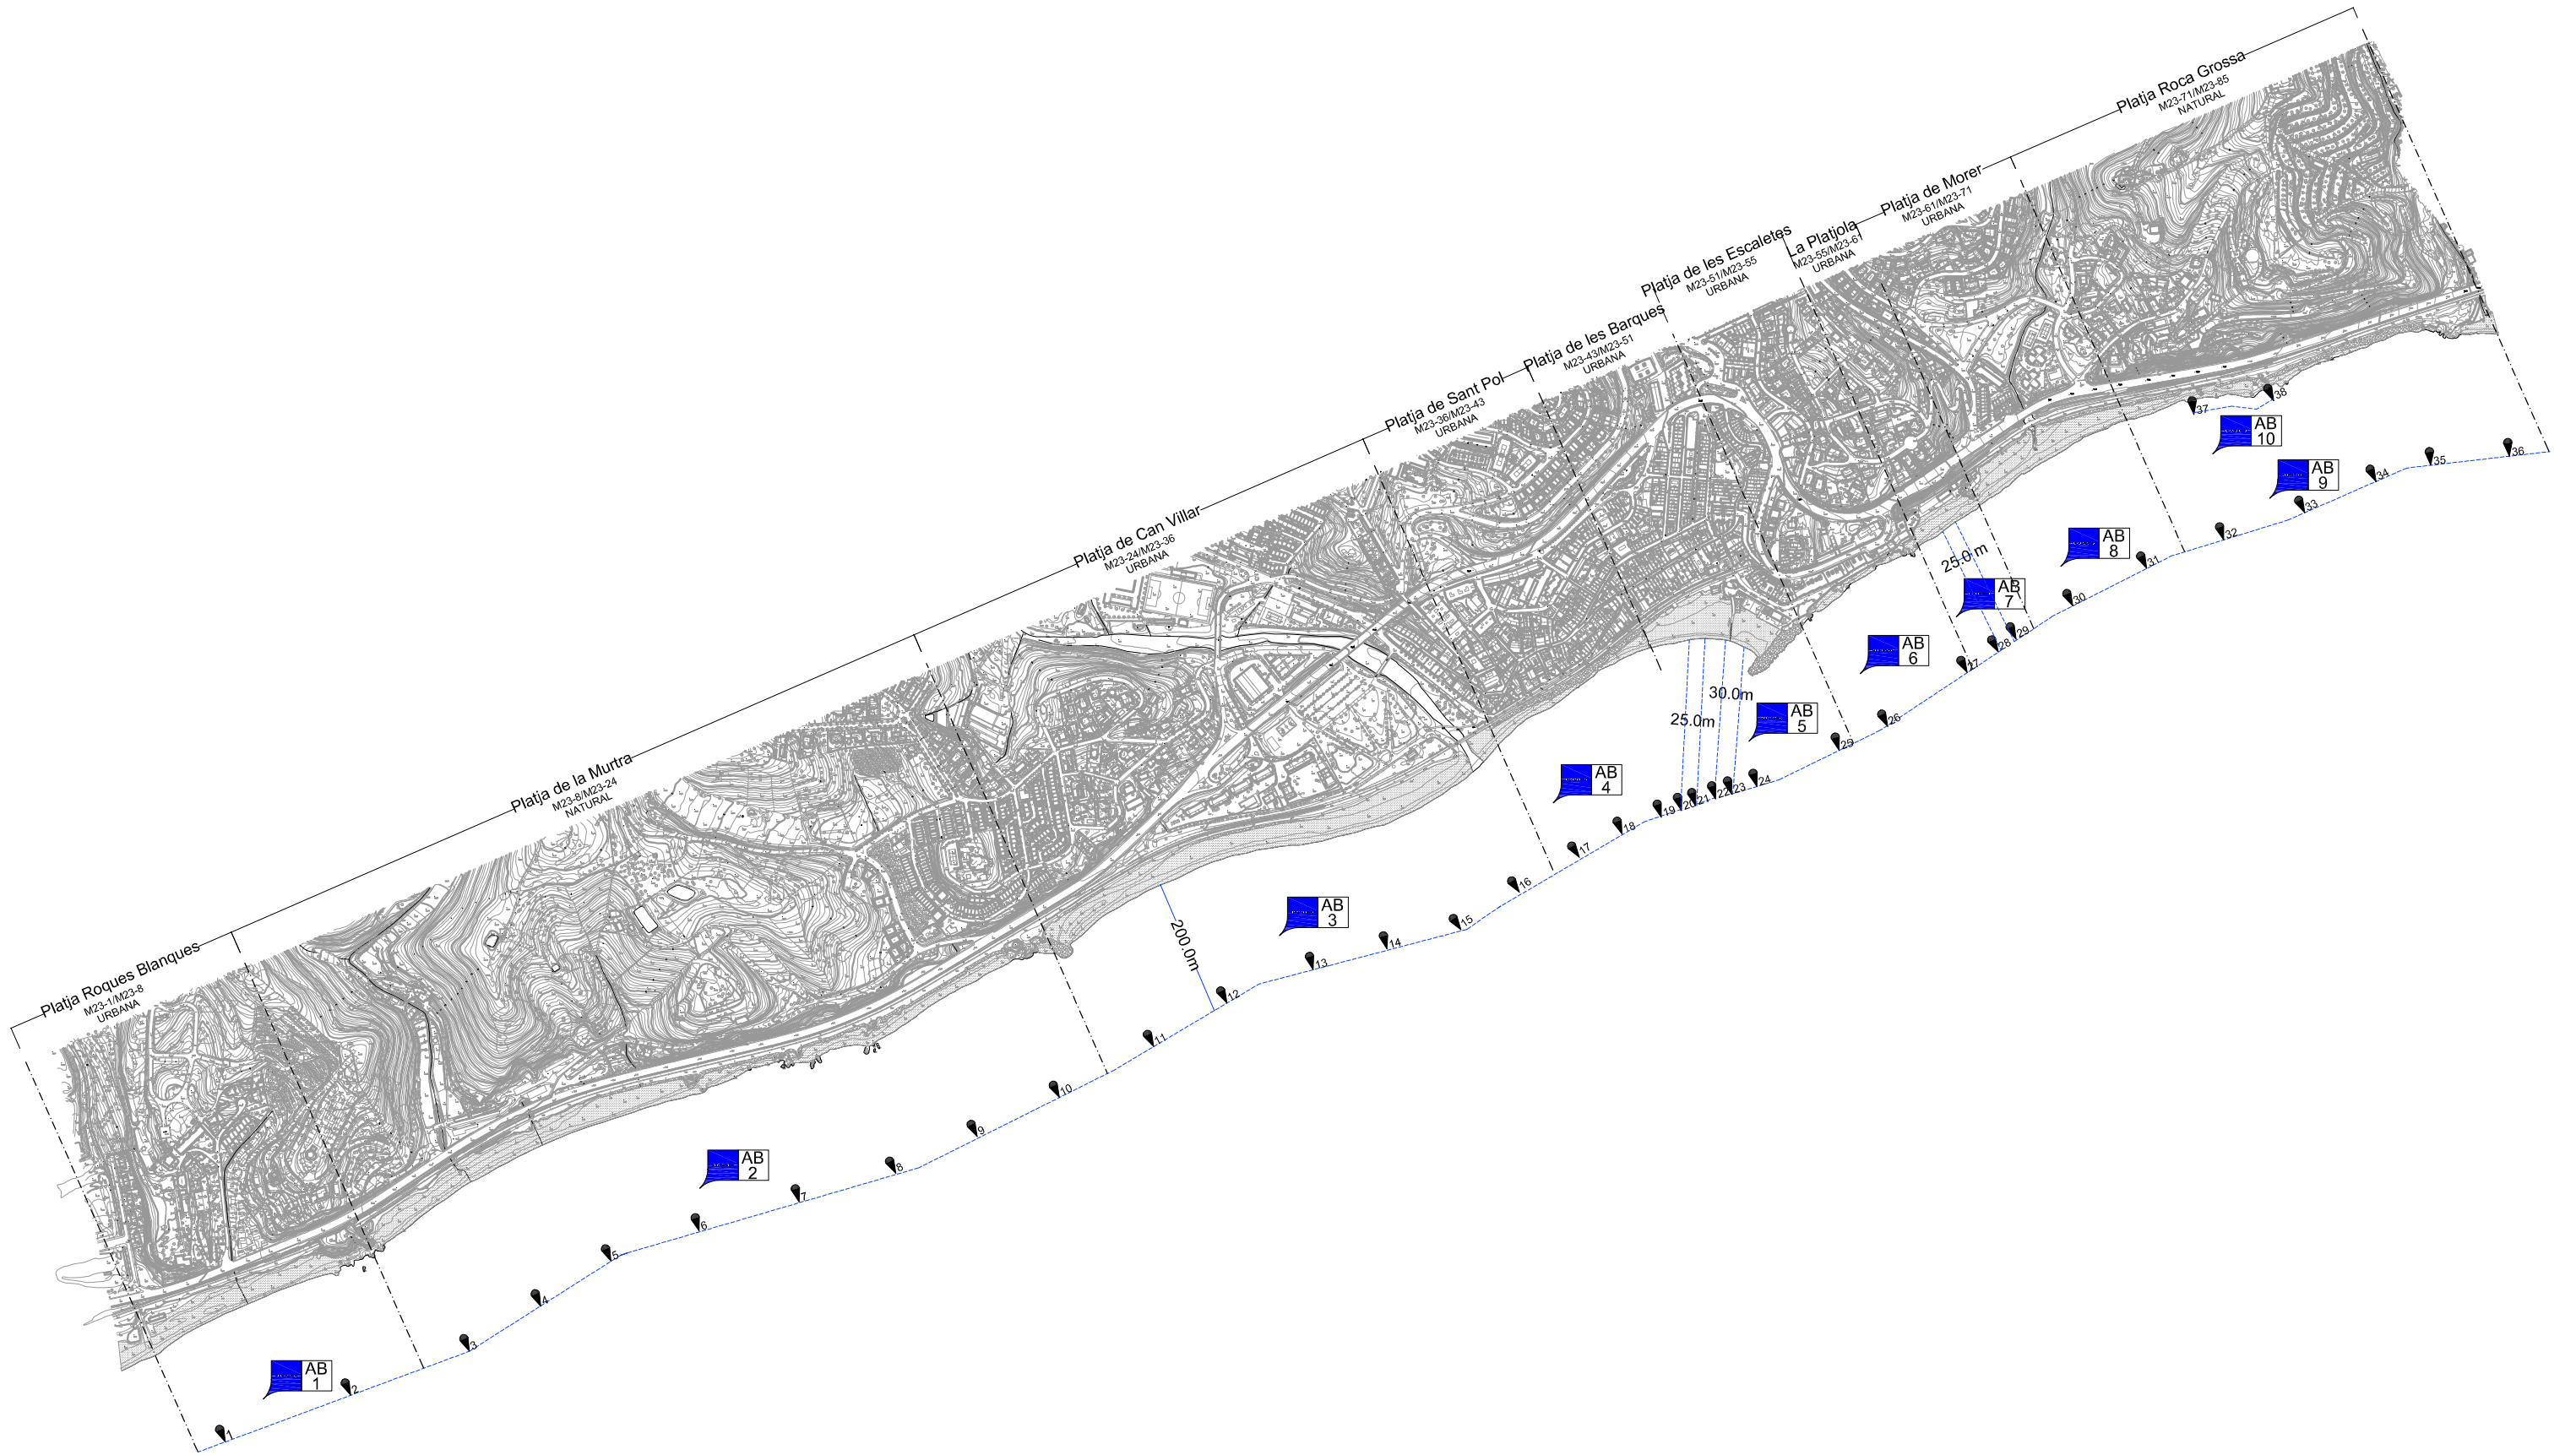 Platja Roques Blanques
M23-1/M23-8
URBANA
Platja de la Murtra
M23-8/M23-24
NATURAL
Platja de Can Villar
M23-24/M23-36
URBANA
Platja de Sant Pol
M23-36/M23-43
URBANA
Platja de les Barques
M23-43/M23-51
URBANA
Platja de les Escaletes
M23-51/M23-55
URBANA
La Platjola
M23-55/M23-61
URBANA
Platja de Morer
M23-61/M23-71
URBANA
Platja Roca Grossa
M23-71/M23-85
NATURAL
AB
1
AB
2
AB
3
AB
4
AB
5
AB
6
AB
7
AB
8
AB
9
AB
10
200.0m
25.0m
30.0m
25.0 m
1
2
3
4
5
6
7
8
9
10
11
12
13
14
15
16
17
18
19
20
21
22
23
24
25
26
27
28
29
30
31
32
33
34
35
36
37
38